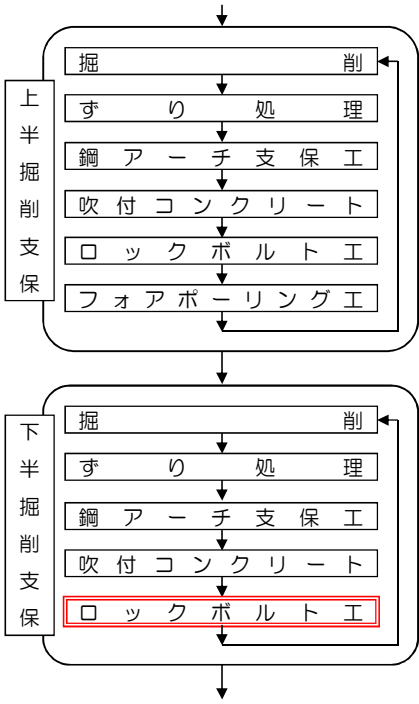 上半掘削支保
掘削
ずり処理
鋼アーチ支保工
吹付コンクリート
ロックボルト工
フォアポーリング工
下半掘削支保
掘削
ずり処理
鋼アーチ支保工
吹付コンクリート
ロックボルト工